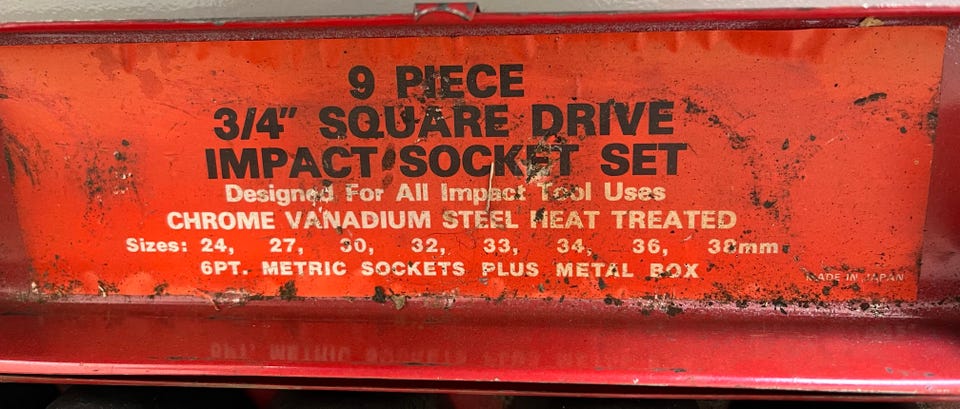 9 PIECE
3/4" SQUARE DRIVE
IMPACT SOCKET SET
Designed For All Impact Tool Uses
CHROME VANADIUM STEEL HEAT TREATED
Sizes: 24, 27, 30, 32, 33, 34, 36, 38mm
6PT. METRIC SOCKETS PLUS METAL BOX
MADE IN JAPAN